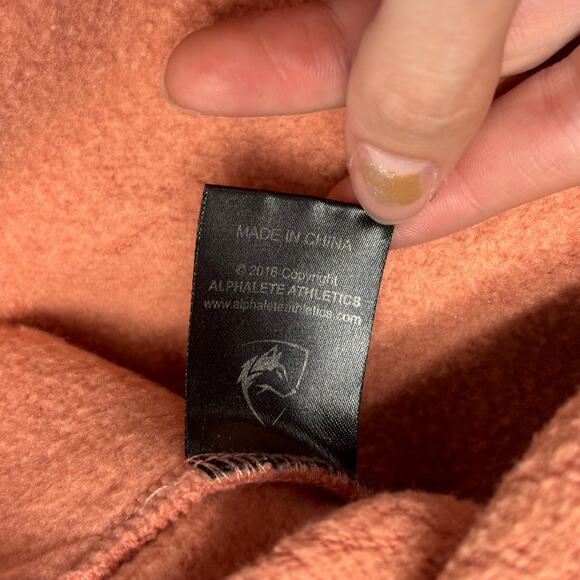 MADE IN CHINA
© 2016 Copyright
ALPHALETE ATHLETICS
www.alphaleteathletics.com